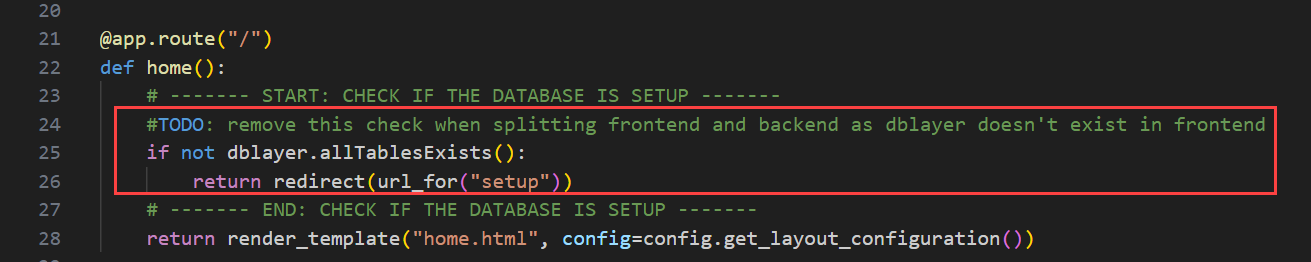 20
21 @app.route("/")
22 def home():
23 # ------- START: CHECK IF THE DATABASE IS SETUP -------
24 #TODO: remove this check when splitting frontend and backend as dblayer doesn't exist in frontend
25 if not dblayer.allTablesExists():
26 return redirect(url_for("setup"))
27 # ------- END: CHECK IF THE DATABASE IS SETUP -------
28 return render_template("home.html", config=config.get_layout_configuration())